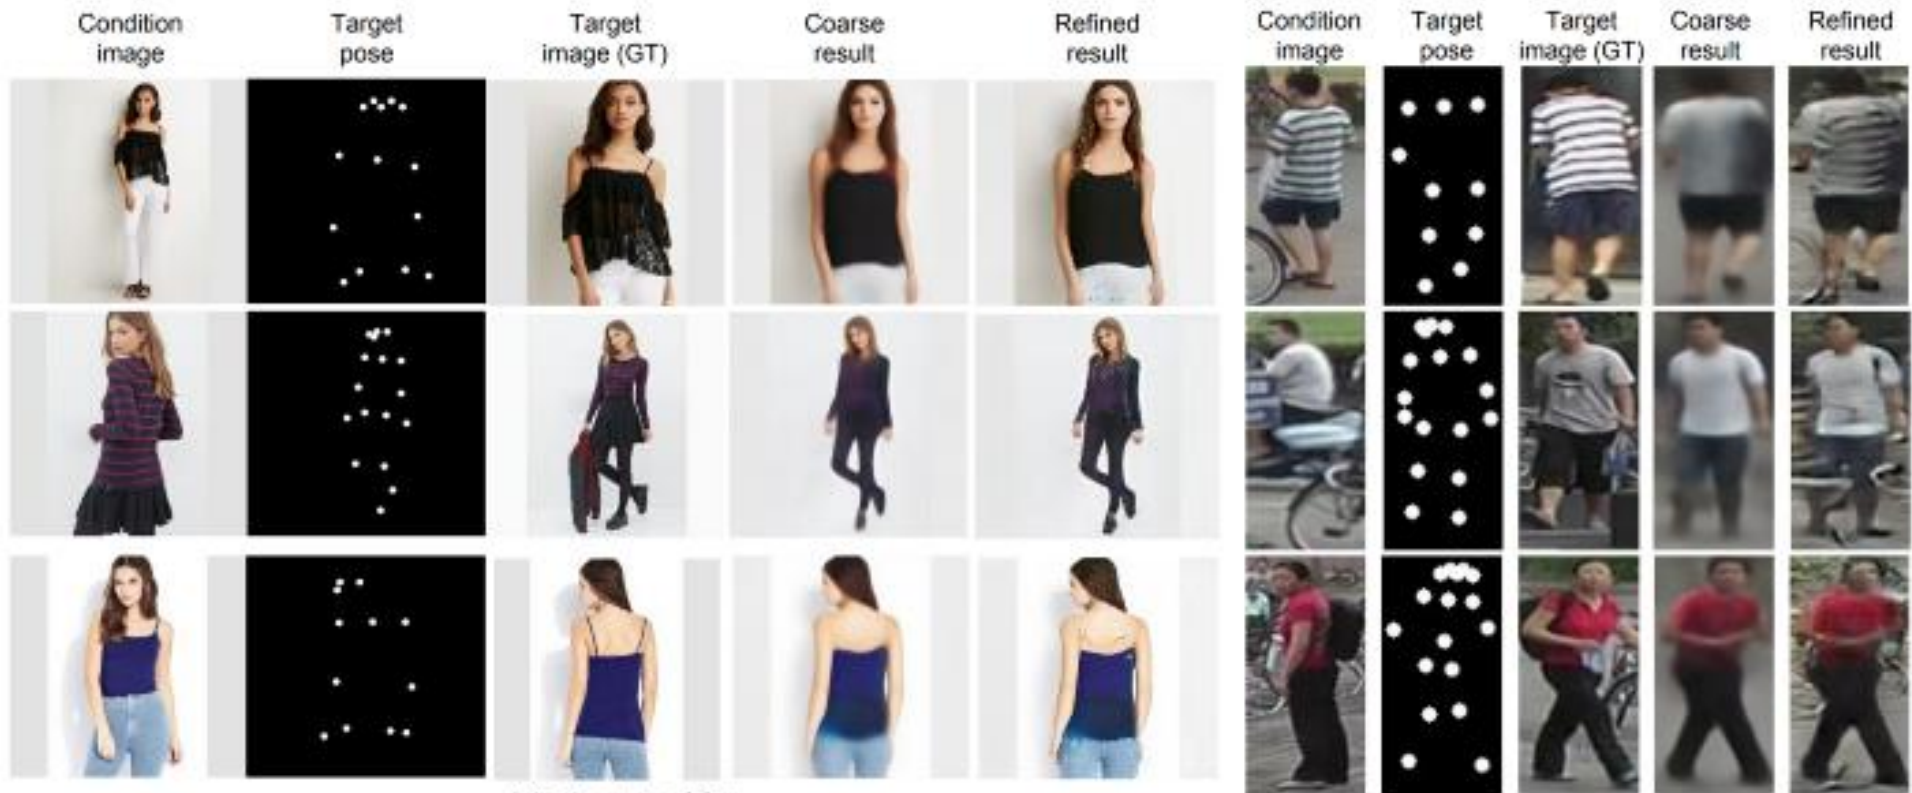 Condition image
Target pose
Target image (GT)
Coarse result
Refined result
Condition image
Target pose
Target image (GT)
Coarse result
Refined result